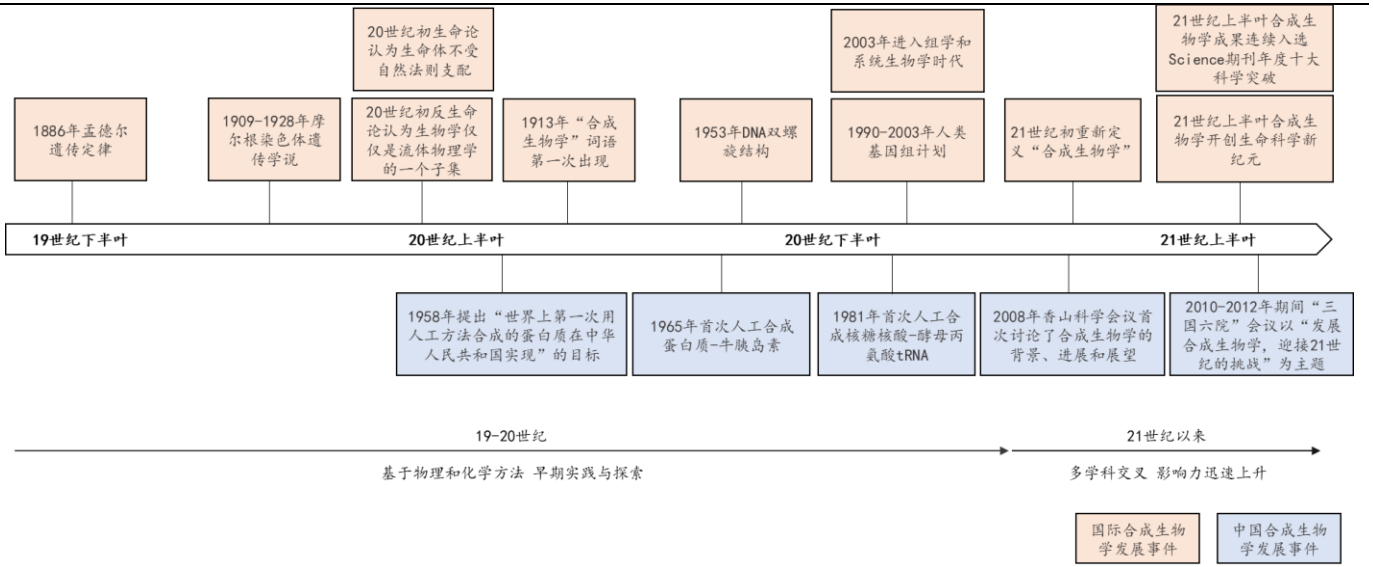 20世纪初生命论
认为生命体不受
自然法则支配
2003年进入组学和
系统生物学时代
21世纪上半叶合成生
物学成果连续入选
Science期刊年度十大
科学突破
1886年孟德尔
遗传定律
1909-1928年摩
尔根染色体遗
传学说
20世纪初反生命
论认为生物学仅
仅是流体物理学
的一个子集
1913年“合成
生物学”词语
第一次出现
1953年DNA双螺
旋结构
1990-2003年人类
基因组计划
21世纪初重新定
义“合成生物学”
21世纪上半叶合成生
物学开创生命科学新
纪元
19世纪下半叶
20世纪上半叶
20世纪下半叶
21世纪上半叶
1958年提出“世界上第一次用
人工方法合成的蛋白质在中华
人民共和国实现”的目标
1965年首次人工合成
蛋白质-牛胰岛素
1981年首次人工合
成核糖核酸-酵母丙
氨酸tRNA
2008年香山科学会议首
次讨论了合成生物学的
背景、进展和展望
2010-2012年期间“三
国六院”会议以“发展
合成生物学，迎接21世
纪的挑战”为主题
19-20世纪
21世纪以来
基于物理和化学方法 早期实践与探索
多学科交叉 影响力迅速上升
国际合成生物
学发展事件
中国合成生物
学发展事件